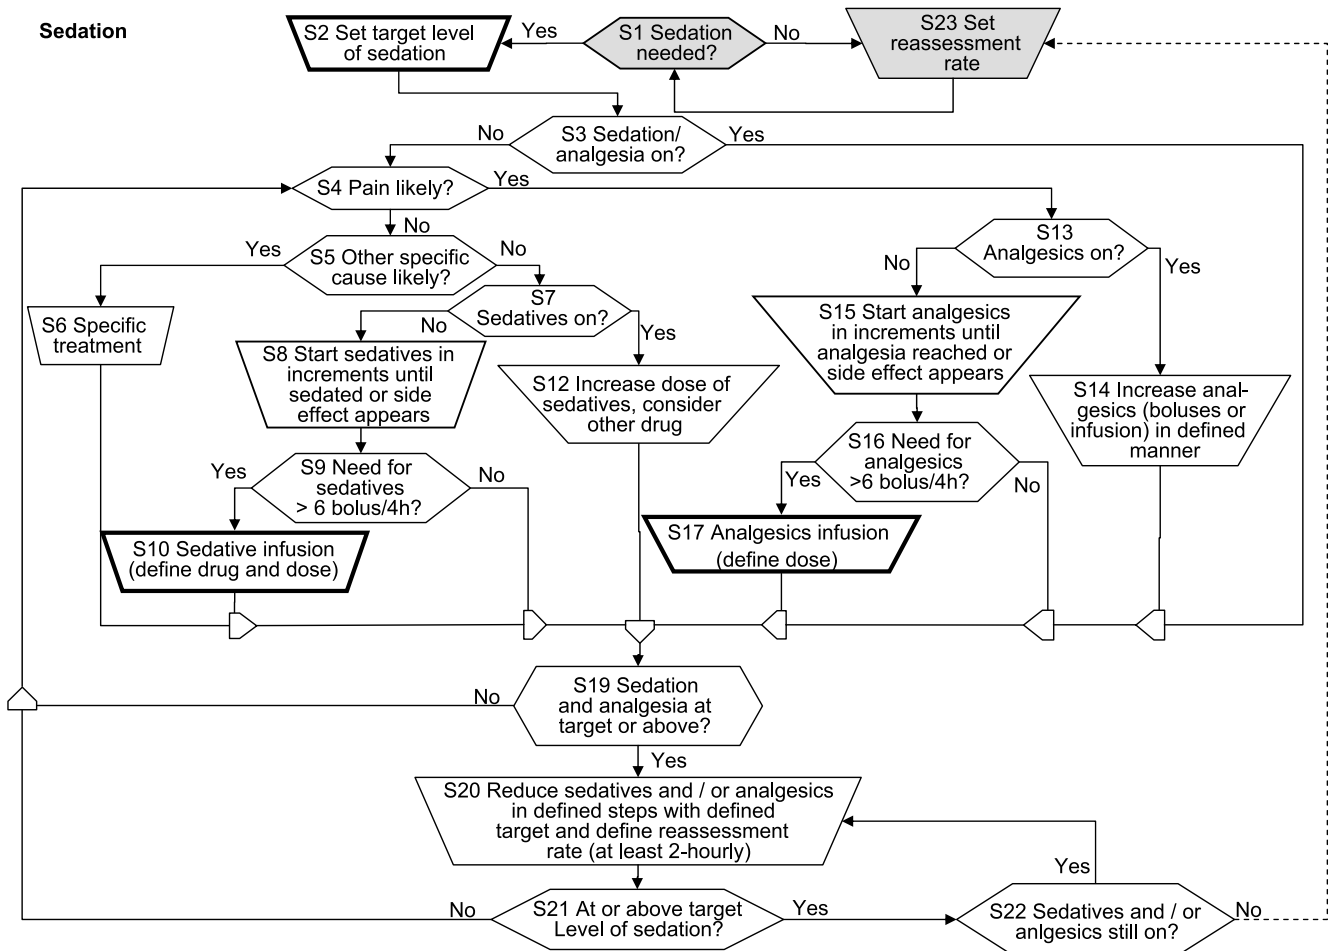 Sedation
S2 Set target level
of sedation
Yes
S1 Sedation
needed?
No
S23 Set
reassessment
rate
No
S3 Sedation/
analgesia on?
Yes
S4 Pain likely?
Yes
No
Yes
S5 Other specific
cause likely?
No
S13
Analgesics on?
No
Yes
S6 Specific
treatment
S7
Sedatives on?
No
Yes
S15 Start analgesics
in increments until
analgesia reached or
side effect appears
S8 Start sedatives in
increments until
sedated or side
effect appears
S12 Increase dose of
sedatives, consider
other drug
S14 Increase anal-
gesics (boluses or
infusion) in defined
manner
S16 Need for
analgesics
>6 bolus/4h?
Yes
No
Yes
S9 Need for
sedatives
> 6 bolus/4h?
No
S10 Sedative infusion
(define drug and dose)
S17 Analgesics infusion
(define dose)
No
S19 Sedation
and analgesia at
target or above?
Yes
S20 Reduce sedatives and / or analgesics
in defined steps with defined
target and define reassessment
rate (at least 2-hourly)
Yes
No
S21 At or above target
Level of sedation?
Yes
S22 Sedatives and / or
anlgesics still on?
No